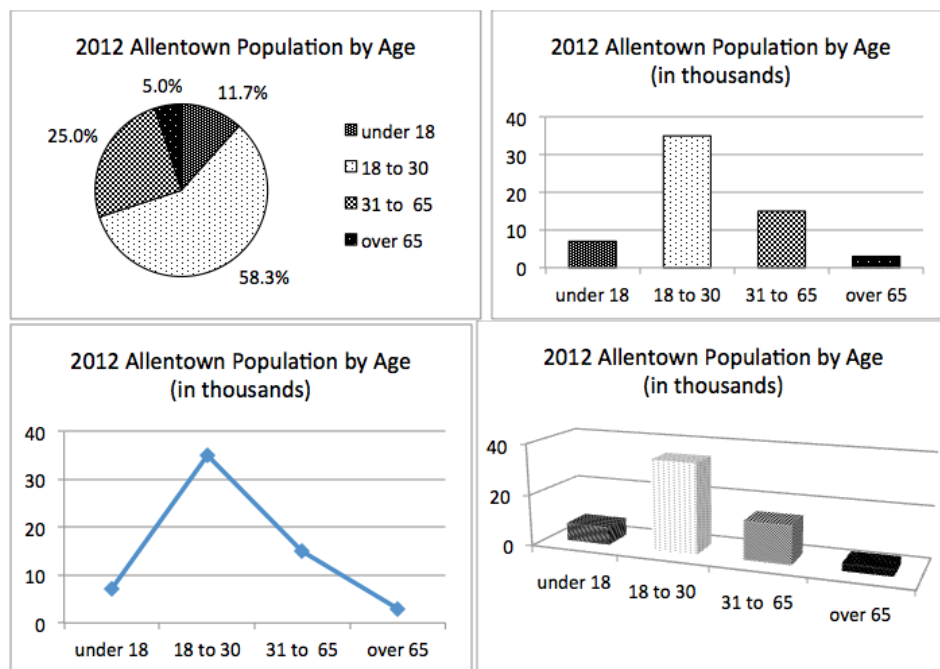 2012 Allentown Population by Age
5.0%
11.7%
25.0%
58.3%
under 18
18 to 30
31 to 65
over 65
2012 Allentown Population by Age
(in thousands)
40
30
20
10
0
under 18 18 to 30 31 to 65 over 65
2012 Allentown Population by Age
(in thousands)
40
30
20
10
0
under 18 18 to 30 31 to 65 over 65
2012 Allentown Population by Age
(in thousands)
40
20
0
under 18
18 to 30
31 to 65
over 65